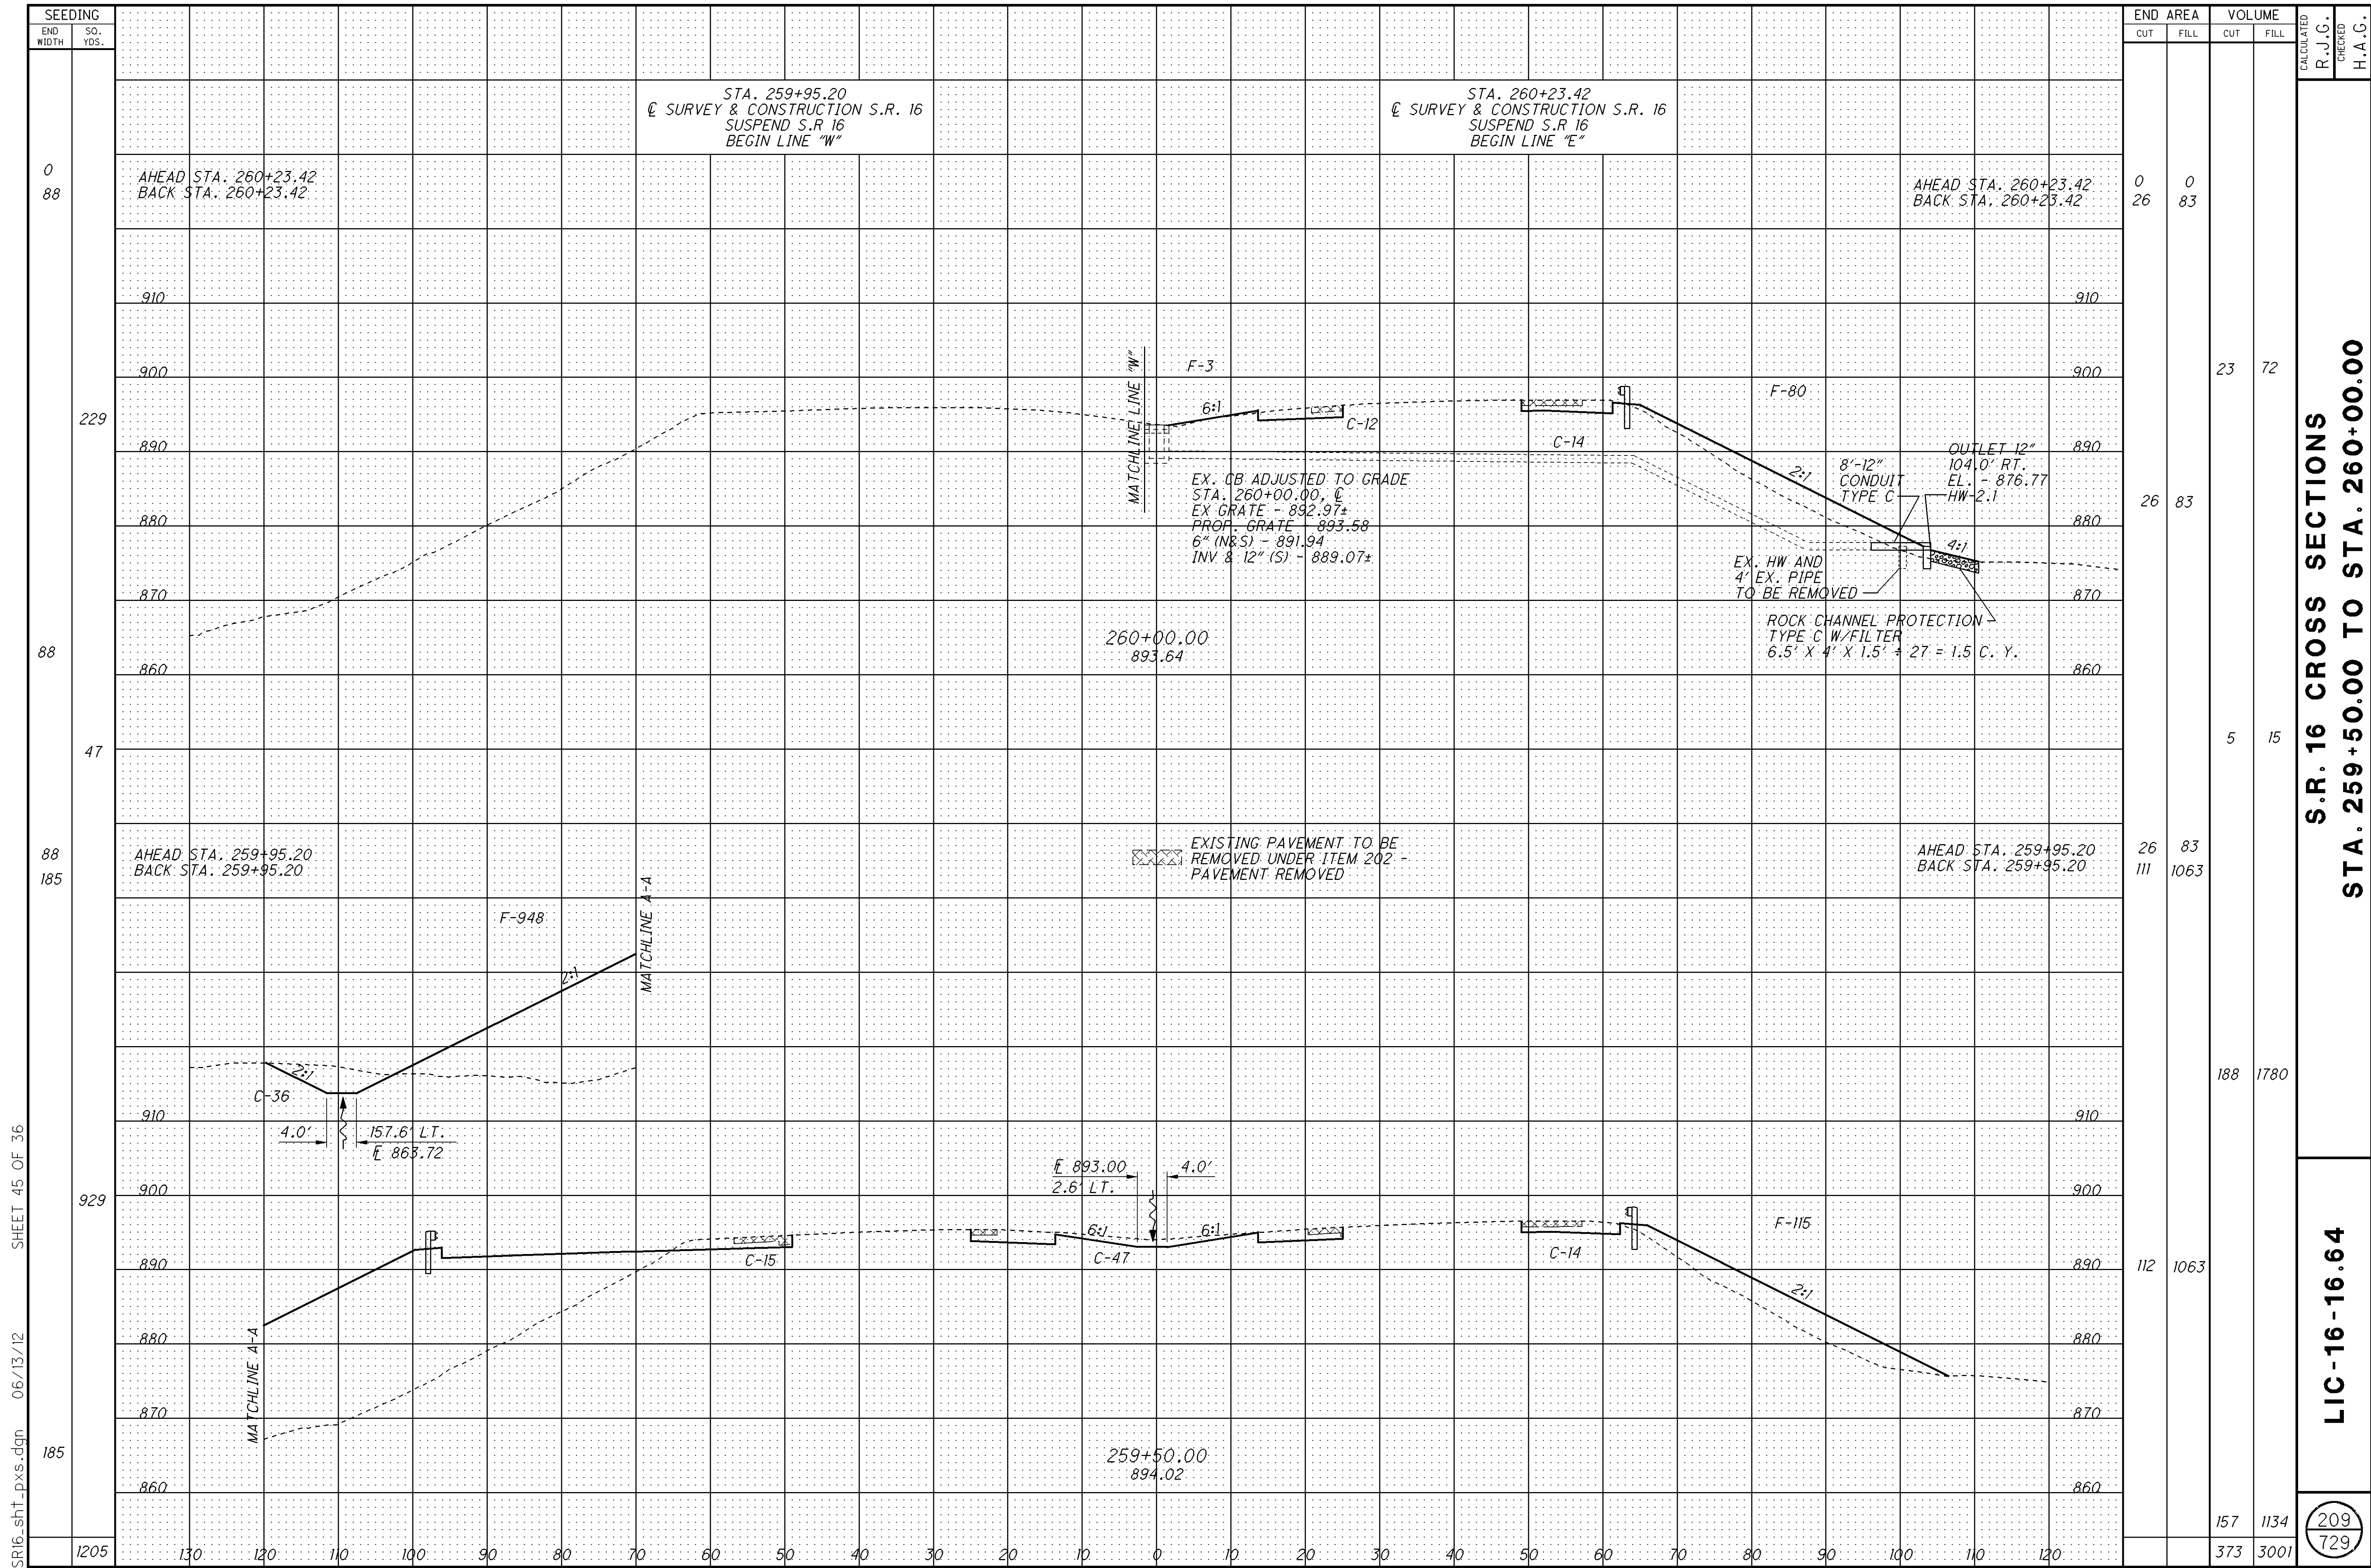 SEEDING
END WIDTH
SQ. YDS.
END AREA
VOLUME
CUT
FILL
CUT
FILL
CALCULATED
R.J.G.
CHECKED
H.A.G.
STA. 259+95.20
℄ SURVEY & CONSTRUCTION S.R. 16
SUSPEND S.R 16
BEGIN LINE "W"
STA. 260+23.42
℄ SURVEY & CONSTRUCTION S.R. 16
SUSPEND S.R 16
BEGIN LINE "E"
0
88
AHEAD STA. 260+23.42
BACK STA. 260+23.42
AHEAD STA. 260+23.42
BACK STA. 260+23.42
0 0
26 83
910 910
900 900
23 72
MATCHLINE LINE "W"
F-3
6:1
C-12
F-80
C-14
2:1
229
890 890
EX. CB ADJUSTED TO GRADE
STA. 260+00.00, ℄
EX GRATE - 892.97±
PROP. GRATE - 893.58
6" (N&S) - 891.94
INV & 12" (S) - 889.07±
8'-12"
CONDUIT
TYPE C
OUTLET 12"
104.0' RT.
EL. - 876.77
HW-2.1
26 83
880 880
4:1
EX. HW AND
4' EX. PIPE
TO BE REMOVED
870 870
ROCK CHANNEL PROTECTION
TYPE C W/FILTER
6.5' X 4' X 1.5' ÷ 27 = 1.5 C. Y.
260+00.00
893.64
88
860 860
47
5 15
88
185
AHEAD STA. 259+95.20
BACK STA. 259+95.20
EXISTING PAVEMENT TO BE
REMOVED UNDER ITEM 202 -
PAVEMENT REMOVED
AHEAD STA. 259+95.20
BACK STA. 259+95.20
26 83
111 1063
F-948
MATCHLINE A-A
2:1
2:1
C-36
188 1780
910 910
4.0'
157.6' LT.
FL 863.72
FL 893.00
2.6' LT.
4.0'
929
900 900
C-15
6:1
6:1
C-47
C-14
F-115
2:1
890 890
112 1063
880 880
MATCHLINE A-A
870 870
185
259+50.00
894.02
860 860
157 1134
1205
130 120 110 100 90 80 70 60 50 40 30 20 10 0 10 20 30 40 50 60 70 80 90 100 110 120
373 3001
S.R. 16 CROSS SECTIONS
STA. 259+50.00 TO STA. 260+00.00
LIC-16-16.64
209
729
SR16_sht_pxs.dgn 06/13/12 SHEET 45 OF 36